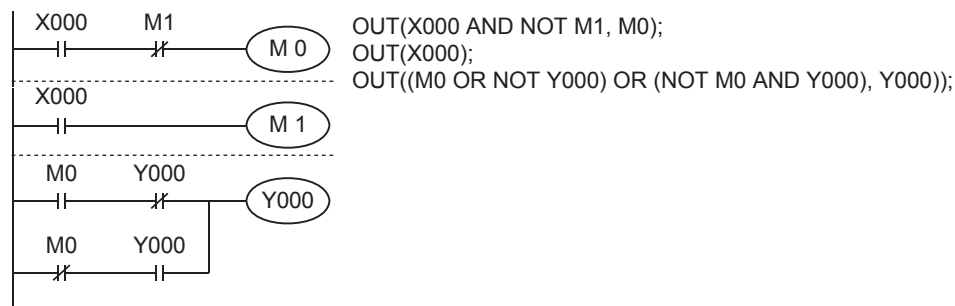 X000 M1
M 0
X000
M 1
M0 Y000
Y000
M0 Y000
OUT(X000 AND NOT M1, M0);
OUT(X000);
OUT((M0 OR NOT Y000) OR (NOT M0 AND Y000), Y000));